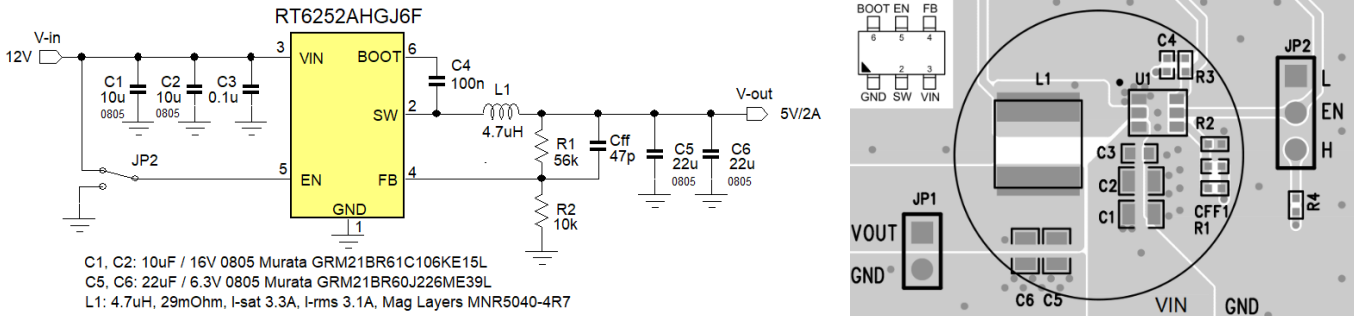 RT6252AHGJ6F
V-in
12V
3
VIN
BOOT
6
C4
100n
C1
10u
0805
C2
10u
0805
C3
0.1u
L1
4.7uH
SW
2
V-out
5V/2A
R1
56k
Cff
47p
C5
22u
0805
C6
22u
0805
JP2
5
EN
FB
4
R2
10k
GND
1
C1, C2: 10uF / 16V 0805 Murata GRM21BR61C106KE15L
C5, C6: 22uF / 6.3V 0805 Murata GRM21BR60J226ME39L
L1: 4.7uH, 29mOhm, I-sat 3.3A, I-rms 3.1A, Mag Layers MNR5040-4R7
BOOT EN FB
6 5 4
2 3
GND SW VIN
C4
JP2
L1
U1
R3
L
EN
R2
C3
H
C2
JP1
C1
CFF1
R4
R1
VOUT
GND
C6 C5
VIN
GND